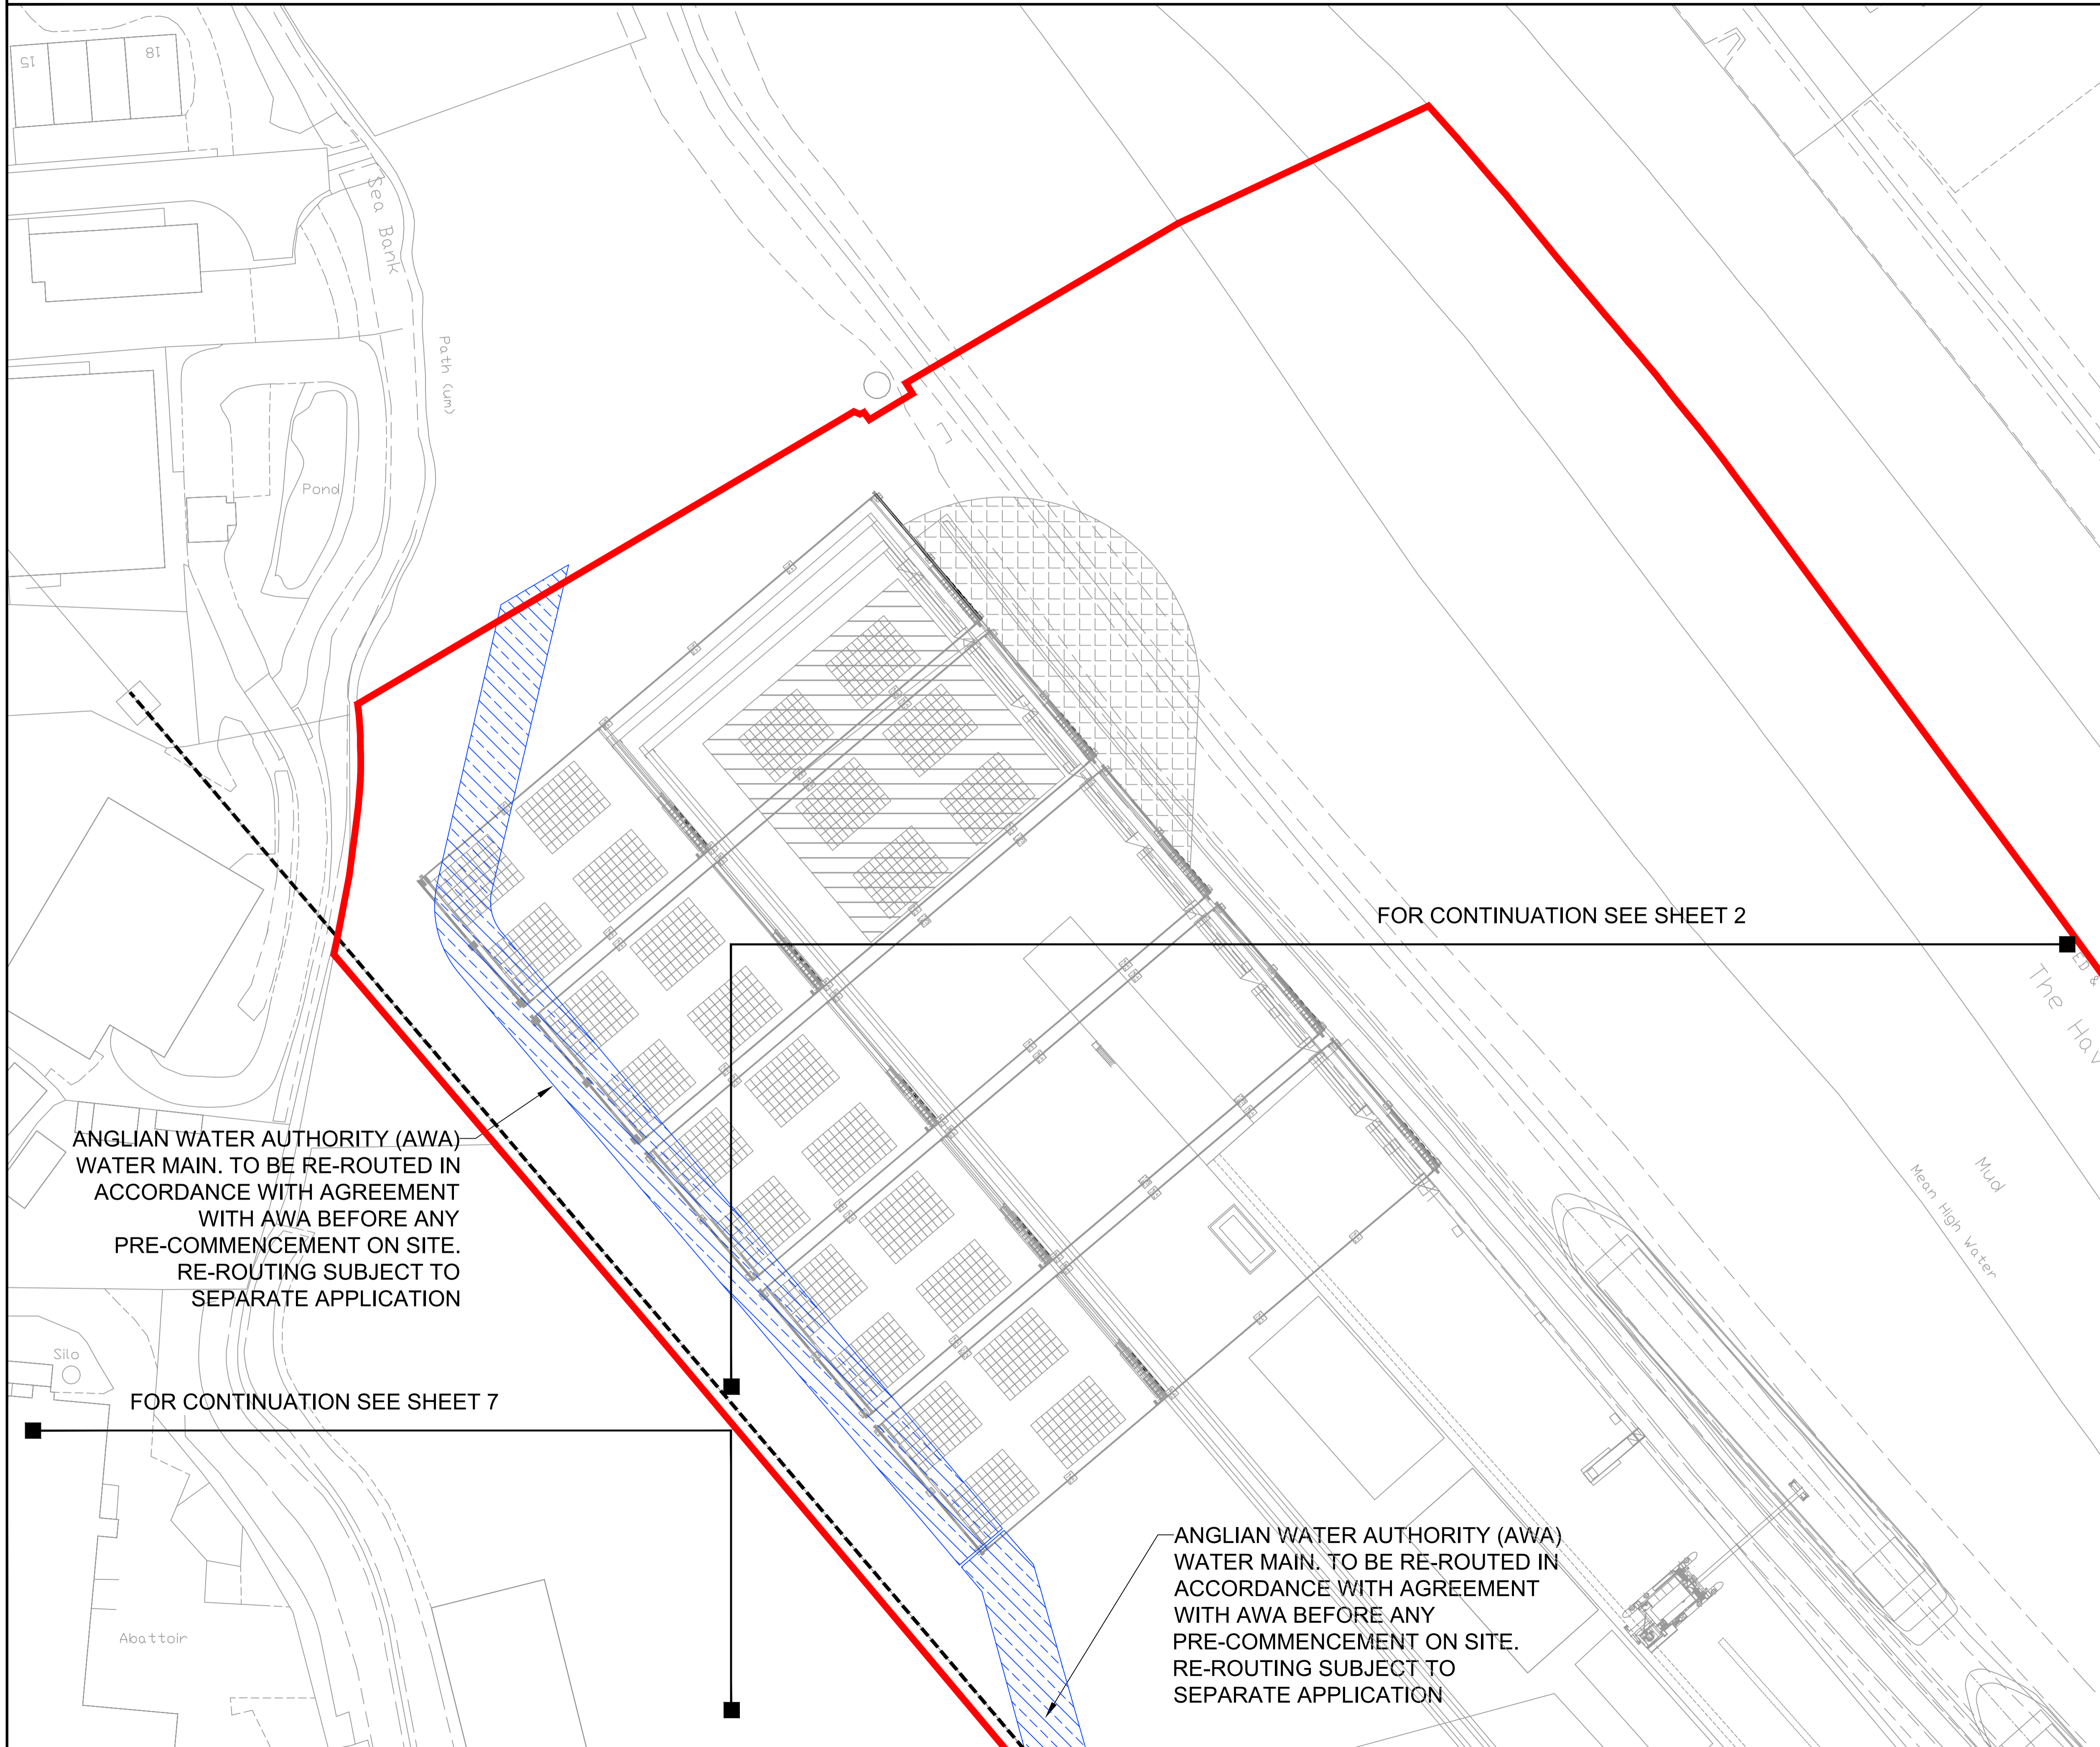 15
18
Sea Bank
Path (um)
Pond
FOR CONTINUATION SEE SHEET 2
ED &
The Hav
ANGLIAN WATER AUTHORITY (AWA)
WATER MAIN. TO BE RE-ROUTED IN
ACCORDANCE WITH AGREEMENT
WITH AWA BEFORE ANY
PRE-COMMENCEMENT ON SITE.
RE-ROUTING SUBJECT TO
SEPARATE APPLICATION
Mud
Mean High Water
Silo
FOR CONTINUATION SEE SHEET 7
ANGLIAN WATER AUTHORITY (AWA)
WATER MAIN. TO BE RE-ROUTED IN
ACCORDANCE WITH AGREEMENT
WITH AWA BEFORE ANY
PRE-COMMENCEMENT ON SITE.
RE-ROUTING SUBJECT TO
SEPARATE APPLICATION
Abattoir